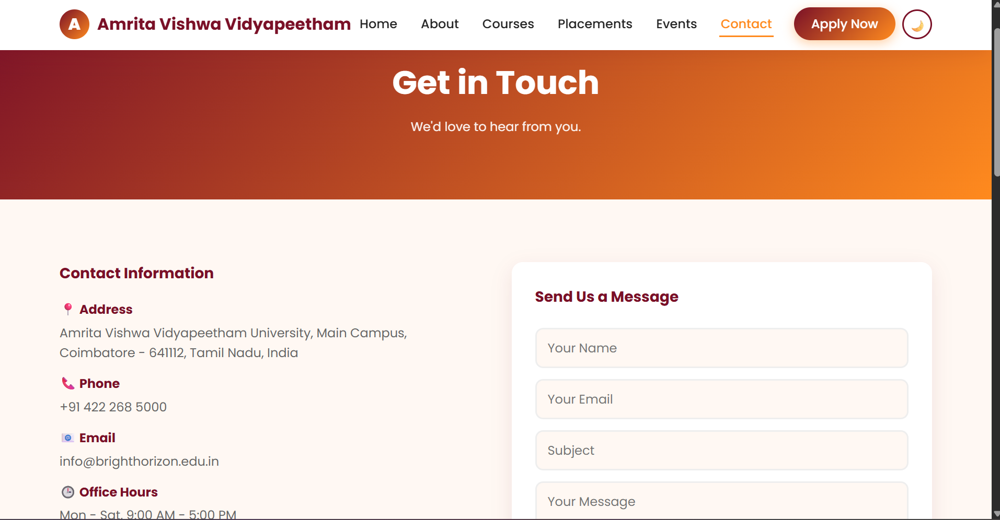 A Amrita Vishwa Vidyapeetham Home About Courses Placements Events Contact Apply Now
Get in Touch
We'd love to hear from you.
Contact Information
Address
Amrita Vishwa Vidyapeetham University, Main Campus,
Coimbatore - 641112, Tamil Nadu, India
Phone
+91 422 268 5000
Email
info@brighthorizon.edu.in
Office Hours
Mon - Sat, 9:00 AM - 5:00 PM
Send Us a Message
Your Name
Your Email
Subject
Your Message